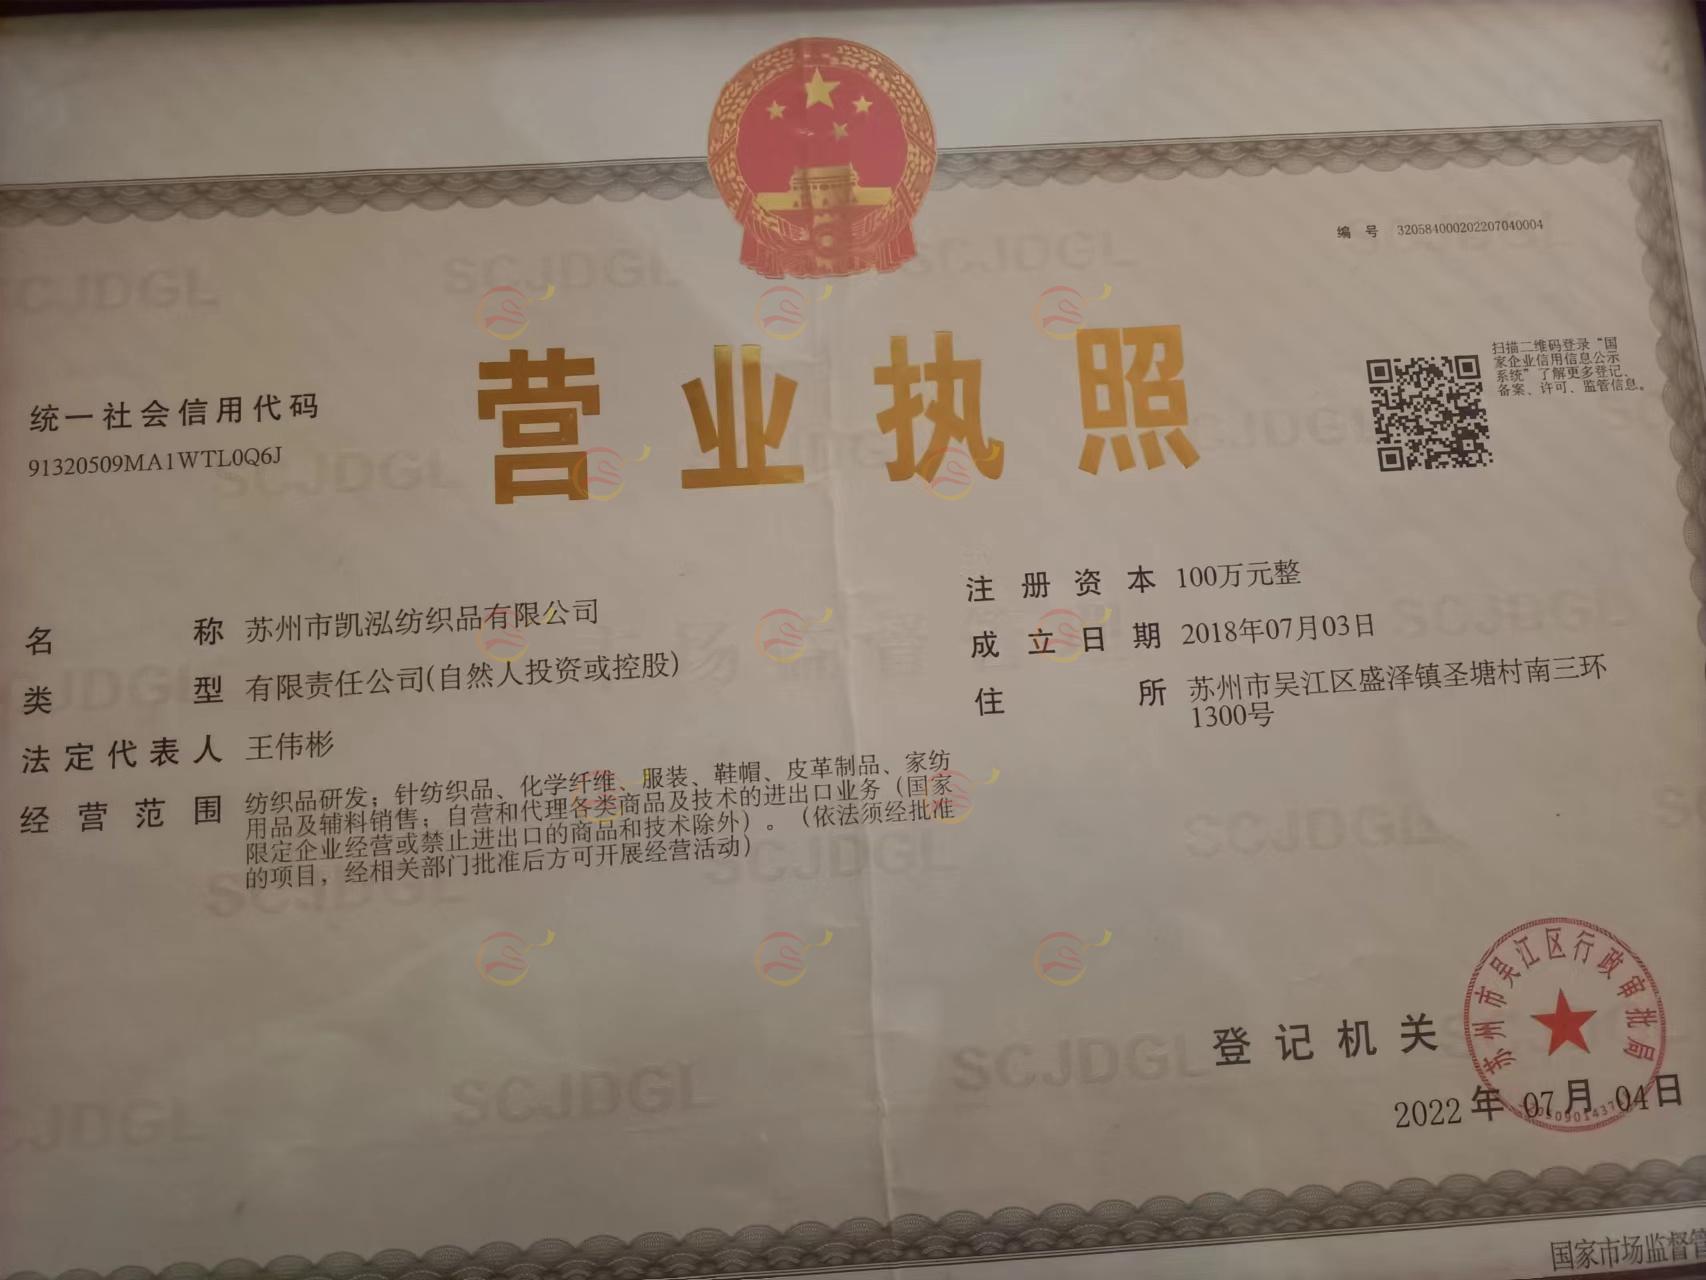 编号 320584000202207040004
营业执照
扫描二维码登录“国
家企业信用信息公示
系统”了解更多登记、
备案、许可、监管信息。
统一社会信用代码
91320509MA1WTL0Q6J
名称 苏州市凯泓纺织品有限公司
类型 有限责任公司(自然人投资或控股)
法定代表人 王伟彬
经营范围 纺织品研发；针纺织品、化学纤维、服装、鞋帽、皮革制品、家纺
用品及辅料销售；自营和代理各类商品及技术的进出口业务（国家
限定企业经营或禁止进出口的商品和技术除外）。（依法须经批准
的项目，经相关部门批准后方可开展经营活动）
注册资本 100万元整
成立日期 2018年07月03日
住所 苏州市吴江区盛泽镇圣塘村南三环
1300号
登记机关
苏州市吴江区行政审批局
2022年07月04日
国家市场监督管
SCJDGL